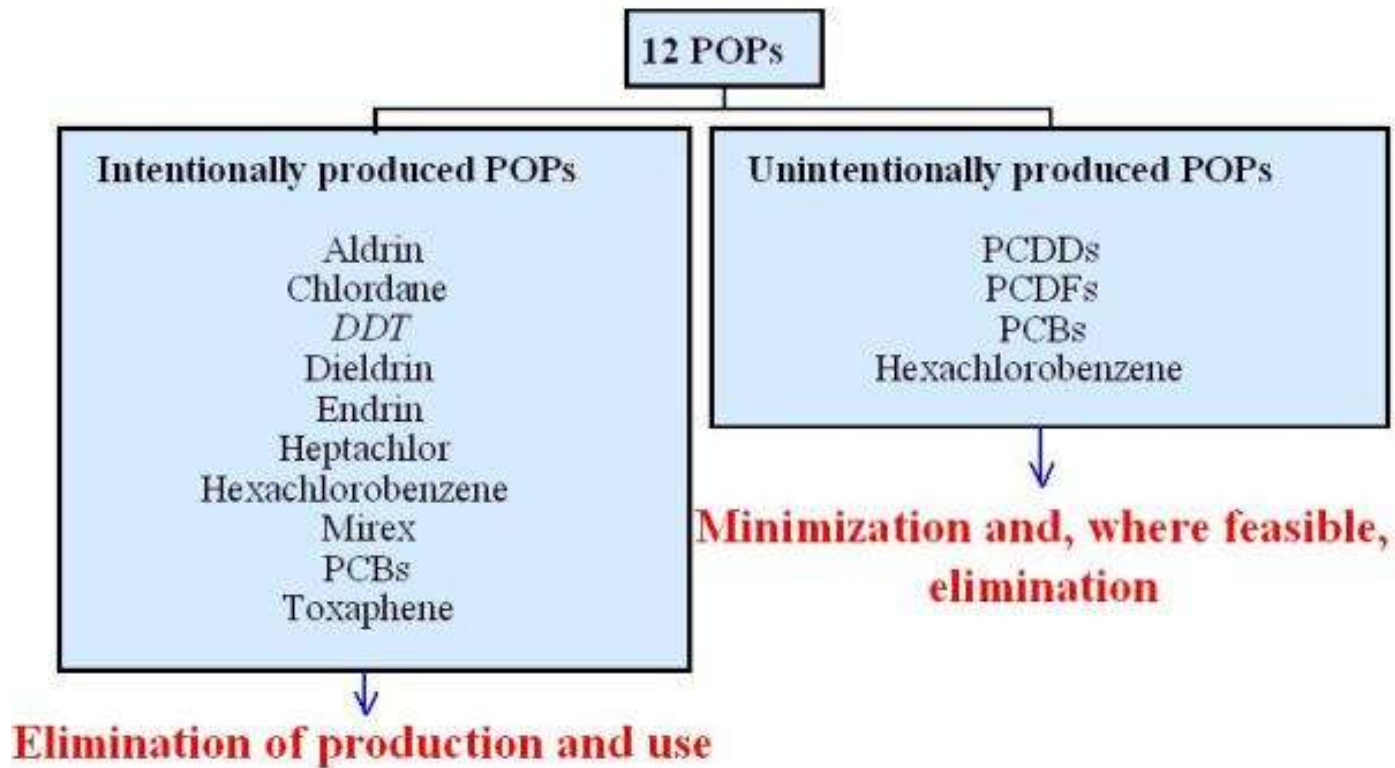 12 POPs
Intentionally produced POPs
Aldrin
Chlordane
DDT
Dieldrin
Endrin
Heptachlor
Hexachlorobenzene
Mirex
PCBs
Toxaphene
Elimination of production and use
Unintentionally produced POPs
PCDDs
PCDFs
PCBs
Hexachlorobenzene
Minimization and, where feasible,
elimination